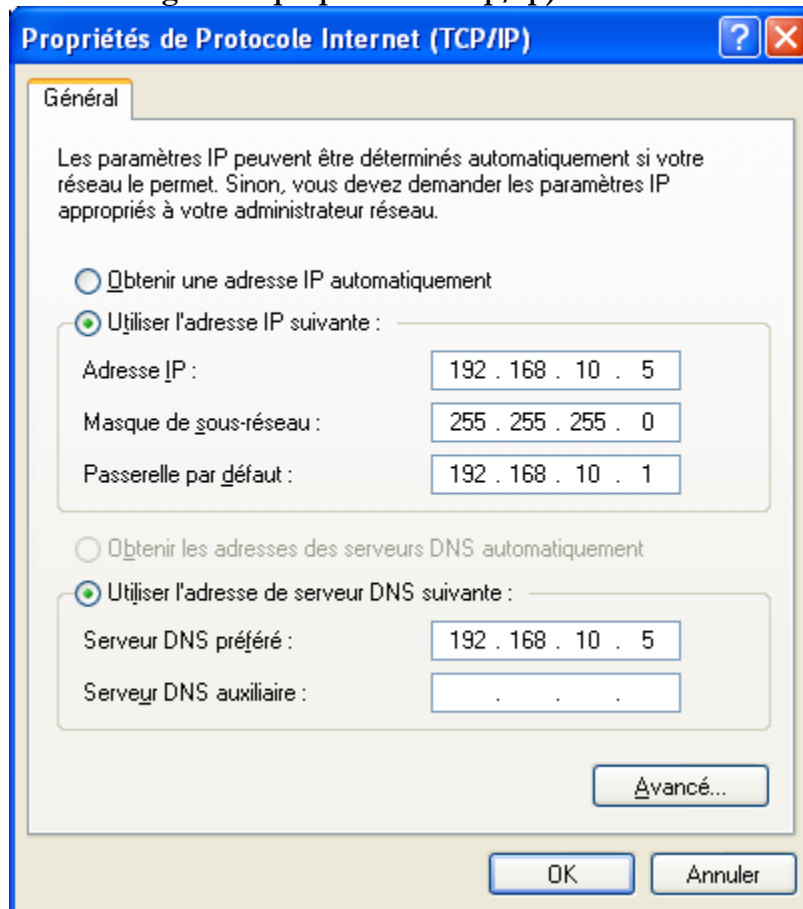 Propriétés de Protocole Internet (TCP/IP)
Général
Les paramètres IP peuvent être déterminés automatiquement si votre
réseau le permet. Sinon, vous devez demander les paramètres IP
appropriés à votre administrateur réseau.
Obtenir une adresse IP automatiquement
Utiliser l'adresse IP suivante :
Adresse IP : 192 . 168 . 10 . 5
Masque de sous-réseau : 255 . 255 . 255 . 0
Passerelle par défaut : 192 . 168 . 10 . 1
Obtenir les adresses des serveurs DNS automatiquement
Utiliser l'adresse de serveur DNS suivante :
Serveur DNS préféré : 192 . 168 . 10 . 5
Serveur DNS auxiliaire : . . .
Avancé...
OK Annuler